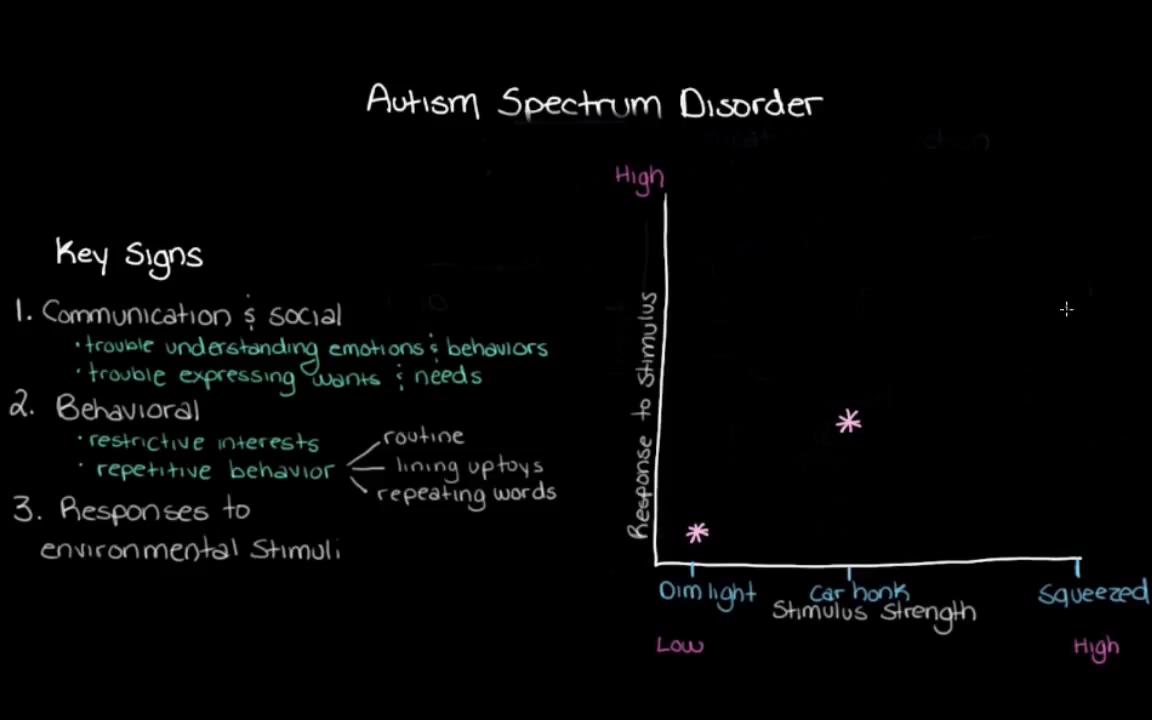 Autism Spectrum Disorder
Key Signs
1. Communication & social
• trouble understanding emotions & behaviors
• trouble expressing wants & needs
2. Behavioral
• restrictive interests
• repetitive behavior
routine
lining up toys
repeating words
3. Responses to
environmental Stimuli
High
Response to Stimulus
Dim light
Car honk
Squeezed
Stimulus Strength
Low
High